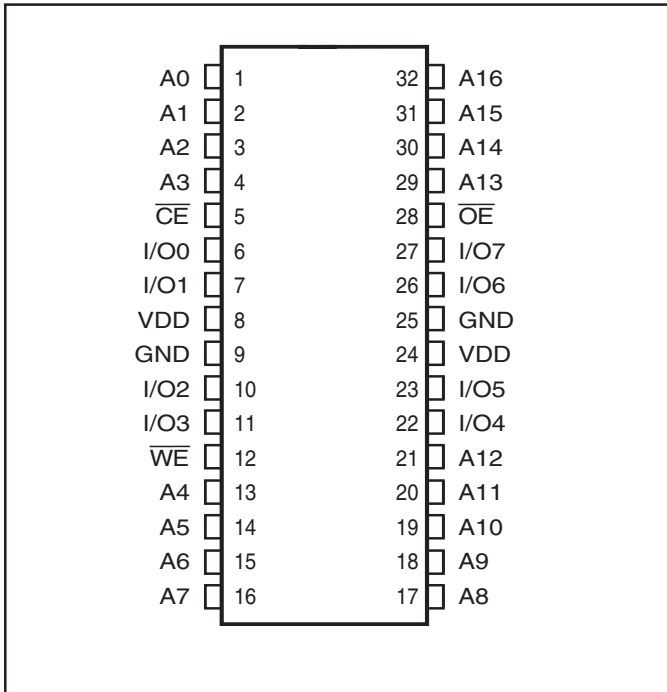 A0 1 32 A16
A1 2 31 A15
A2 3 30 A14
A3 4 29 A13
C̅E̅ 5 28 O̅E̅
I/O0 6 27 I/O7
I/O1 7 26 I/O6
VDD 8 25 GND
GND 9 24 VDD
I/O2 10 23 I/O5
I/O3 11 22 I/O4
W̅E̅ 12 21 A12
A4 13 20 A11
A5 14 19 A10
A6 15 18 A9
A7 16 17 A8